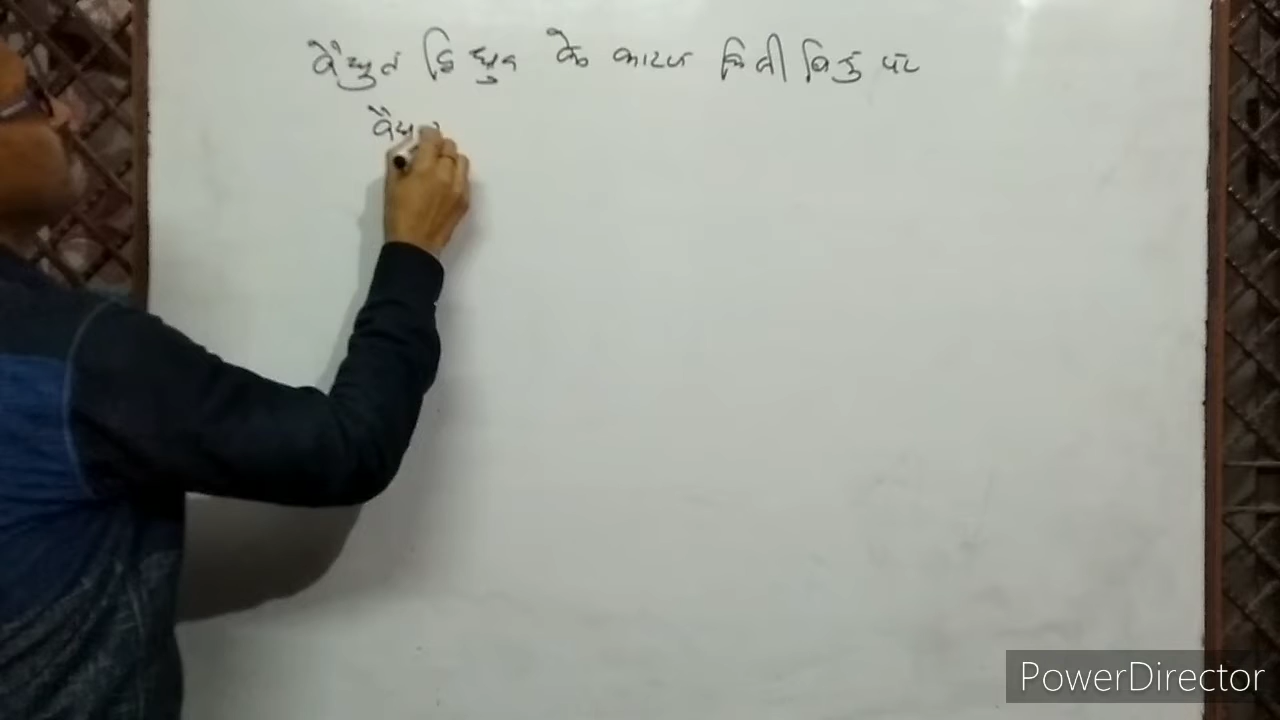 वैद्युत द्विध्रुव के कारण किसी बिन्दु पर
वैद्यु
PowerDirector